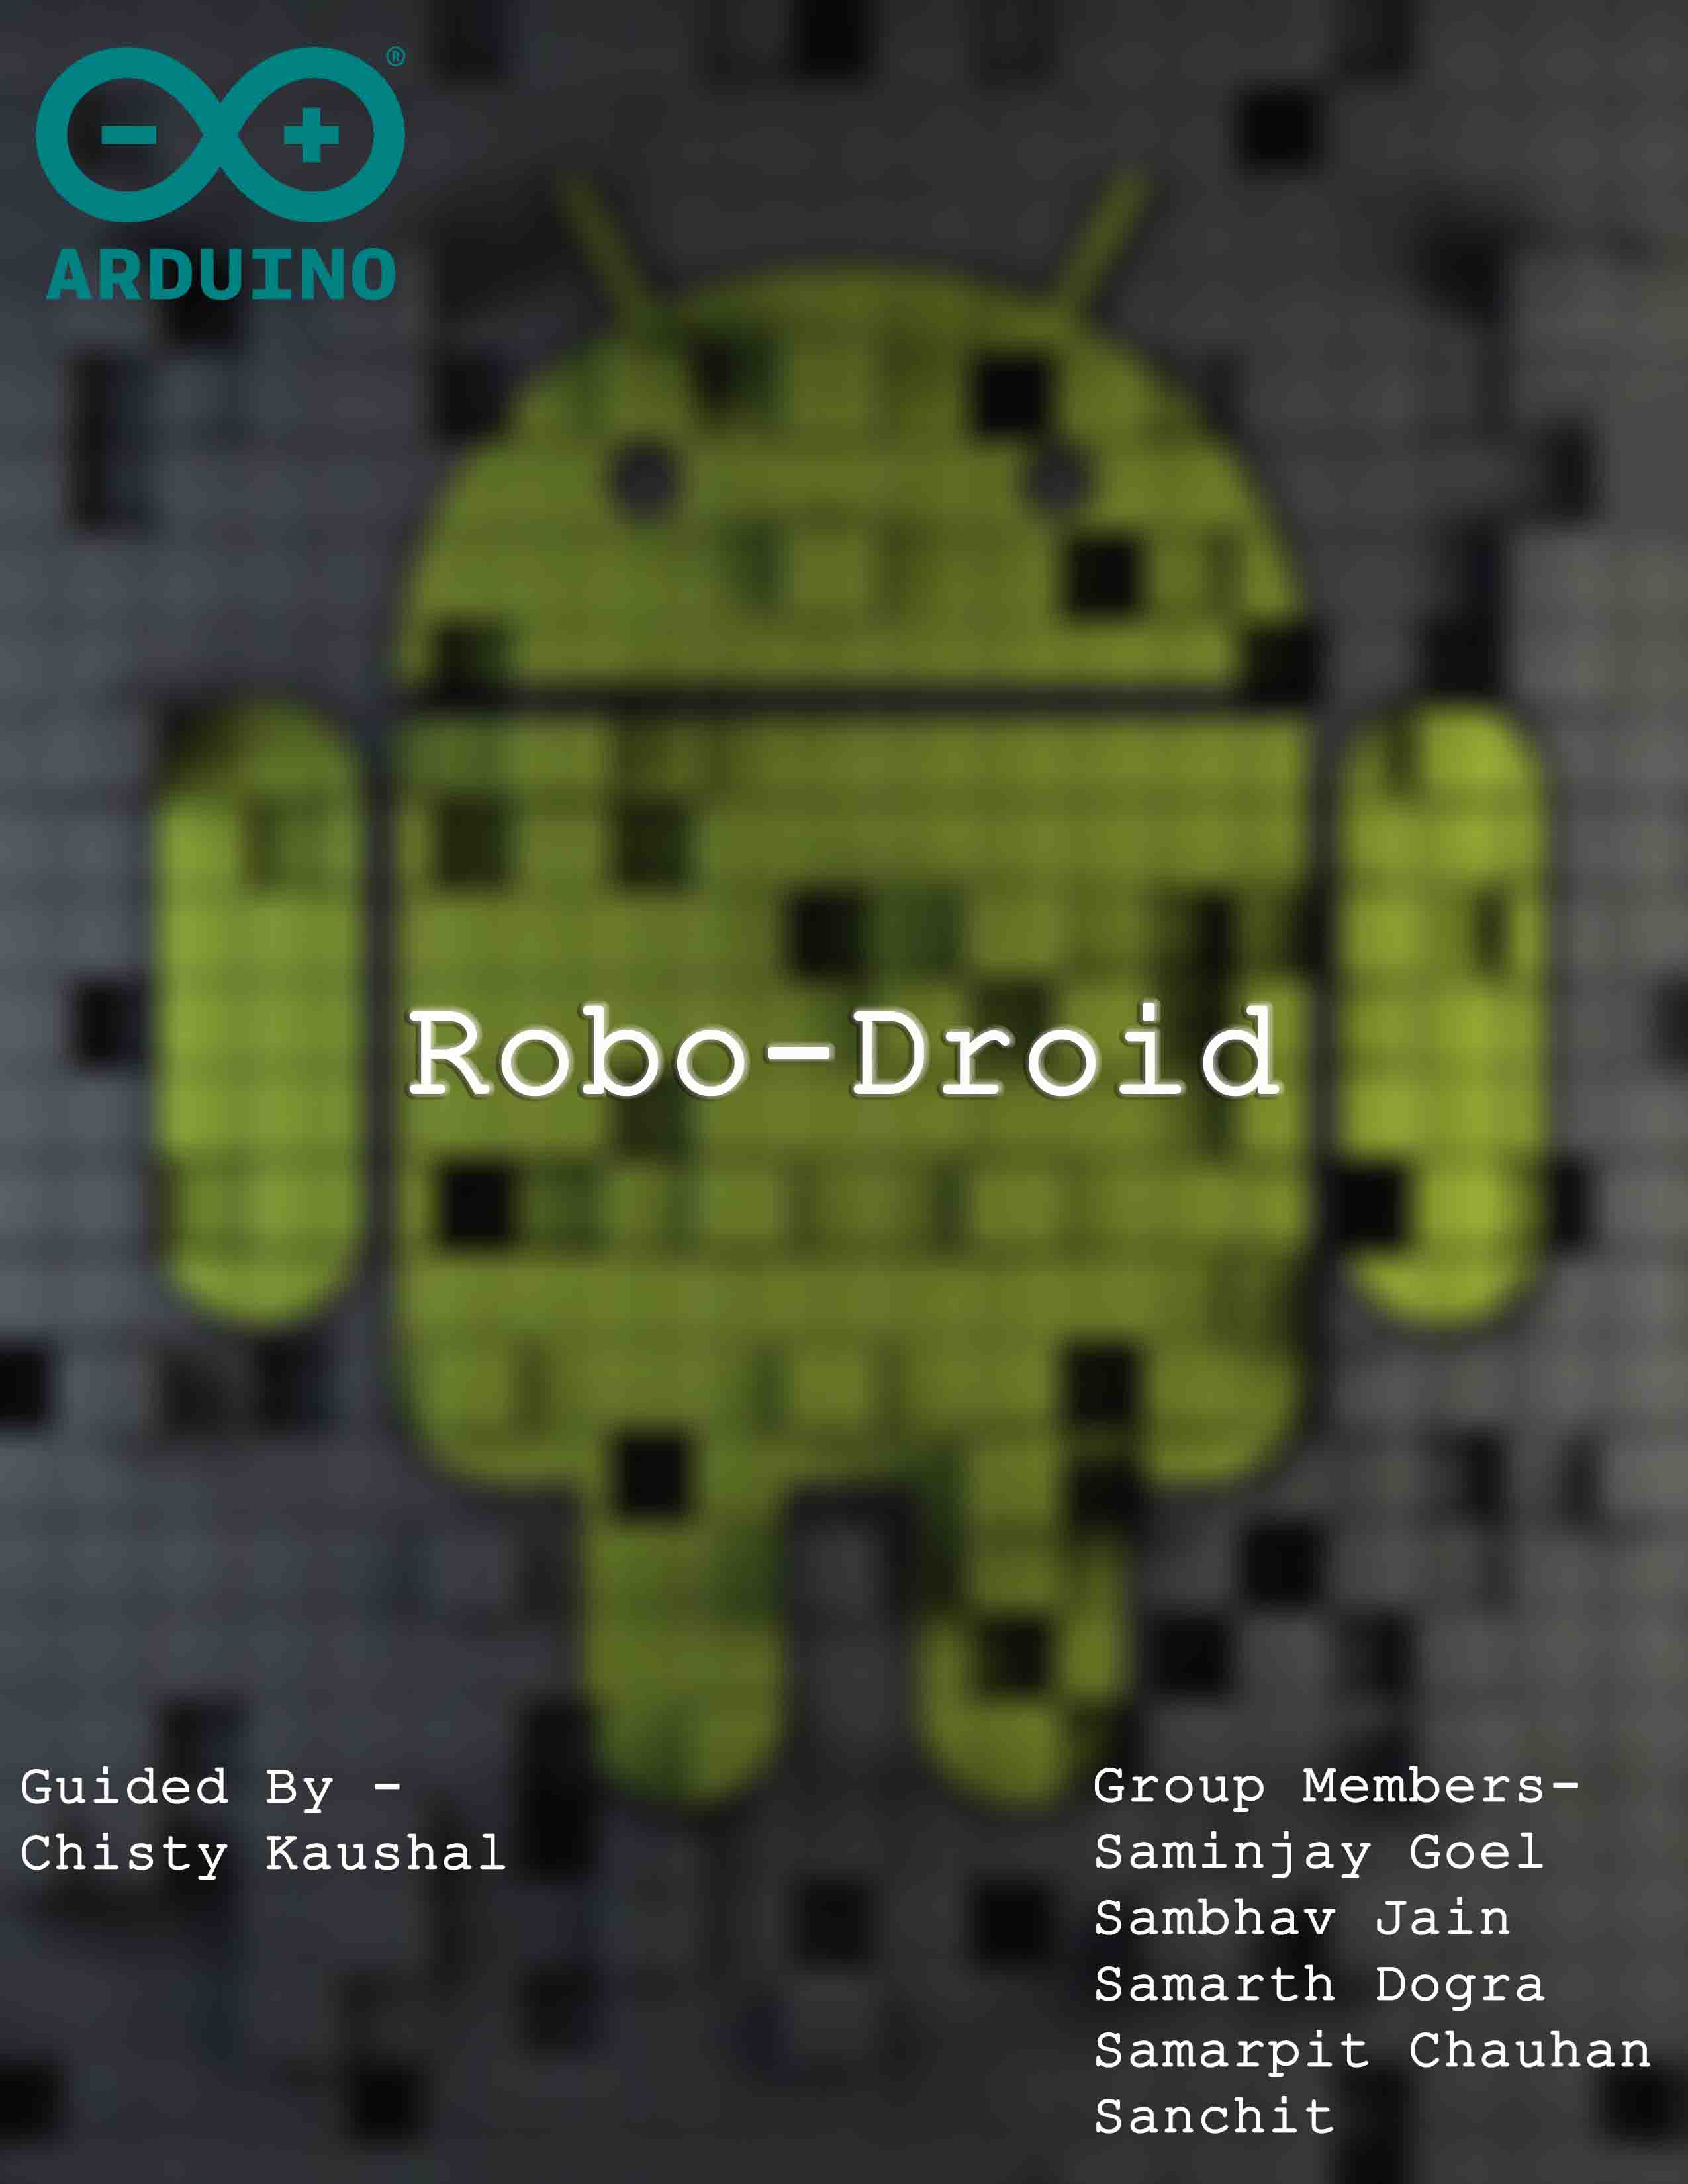 ®
ARDUINO
Robo-Droid
Guided By -
Chisty Kaushal
Group Members-
Saminjay Goel
Sambhav Jain
Samarth Dogra
Samarpit Chauhan
Sanchit